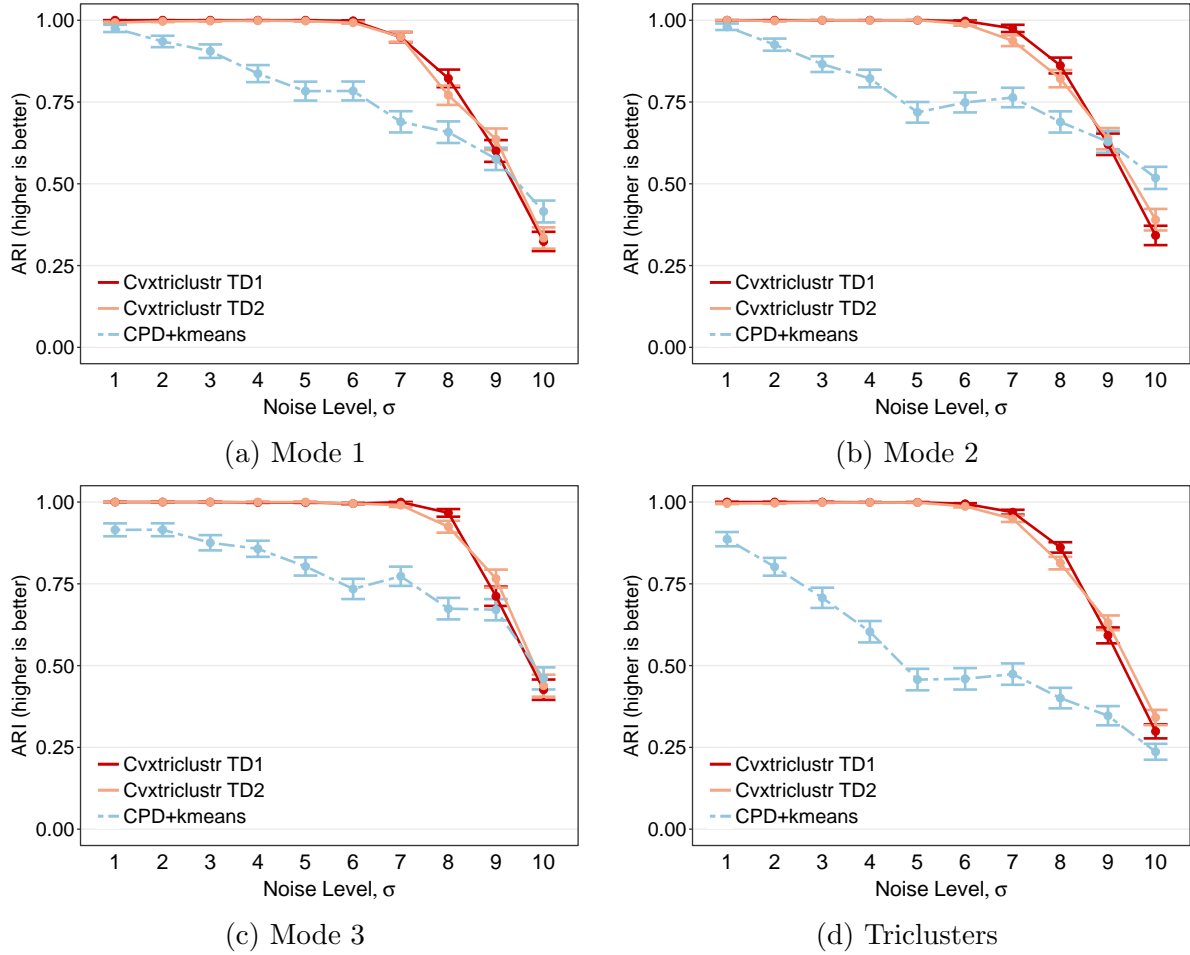 ARI (higher is better)
1.00
0.75
0.50
0.25
0.00
Cvxtriclustr TD1
Cvxtriclustr TD2
CPD+kmeans
1 2 3 4 5 6 7 8 9 10
Noise Level, σ
(a) Mode 1
ARI (higher is better)
1.00
0.75
0.50
0.25
0.00
Cvxtriclustr TD1
Cvxtriclustr TD2
CPD+kmeans
1 2 3 4 5 6 7 8 9 10
Noise Level, σ
(b) Mode 2
ARI (higher is better)
1.00
0.75
0.50
0.25
0.00
Cvxtriclustr TD1
Cvxtriclustr TD2
CPD+kmeans
1 2 3 4 5 6 7 8 9 10
Noise Level, σ
(c) Mode 3
ARI (higher is better)
1.00
0.75
0.50
0.25
0.00
Cvxtriclustr TD1
Cvxtriclustr TD2
CPD+kmeans
1 2 3 4 5 6 7 8 9 10
Noise Level, σ
(d) Triclusters